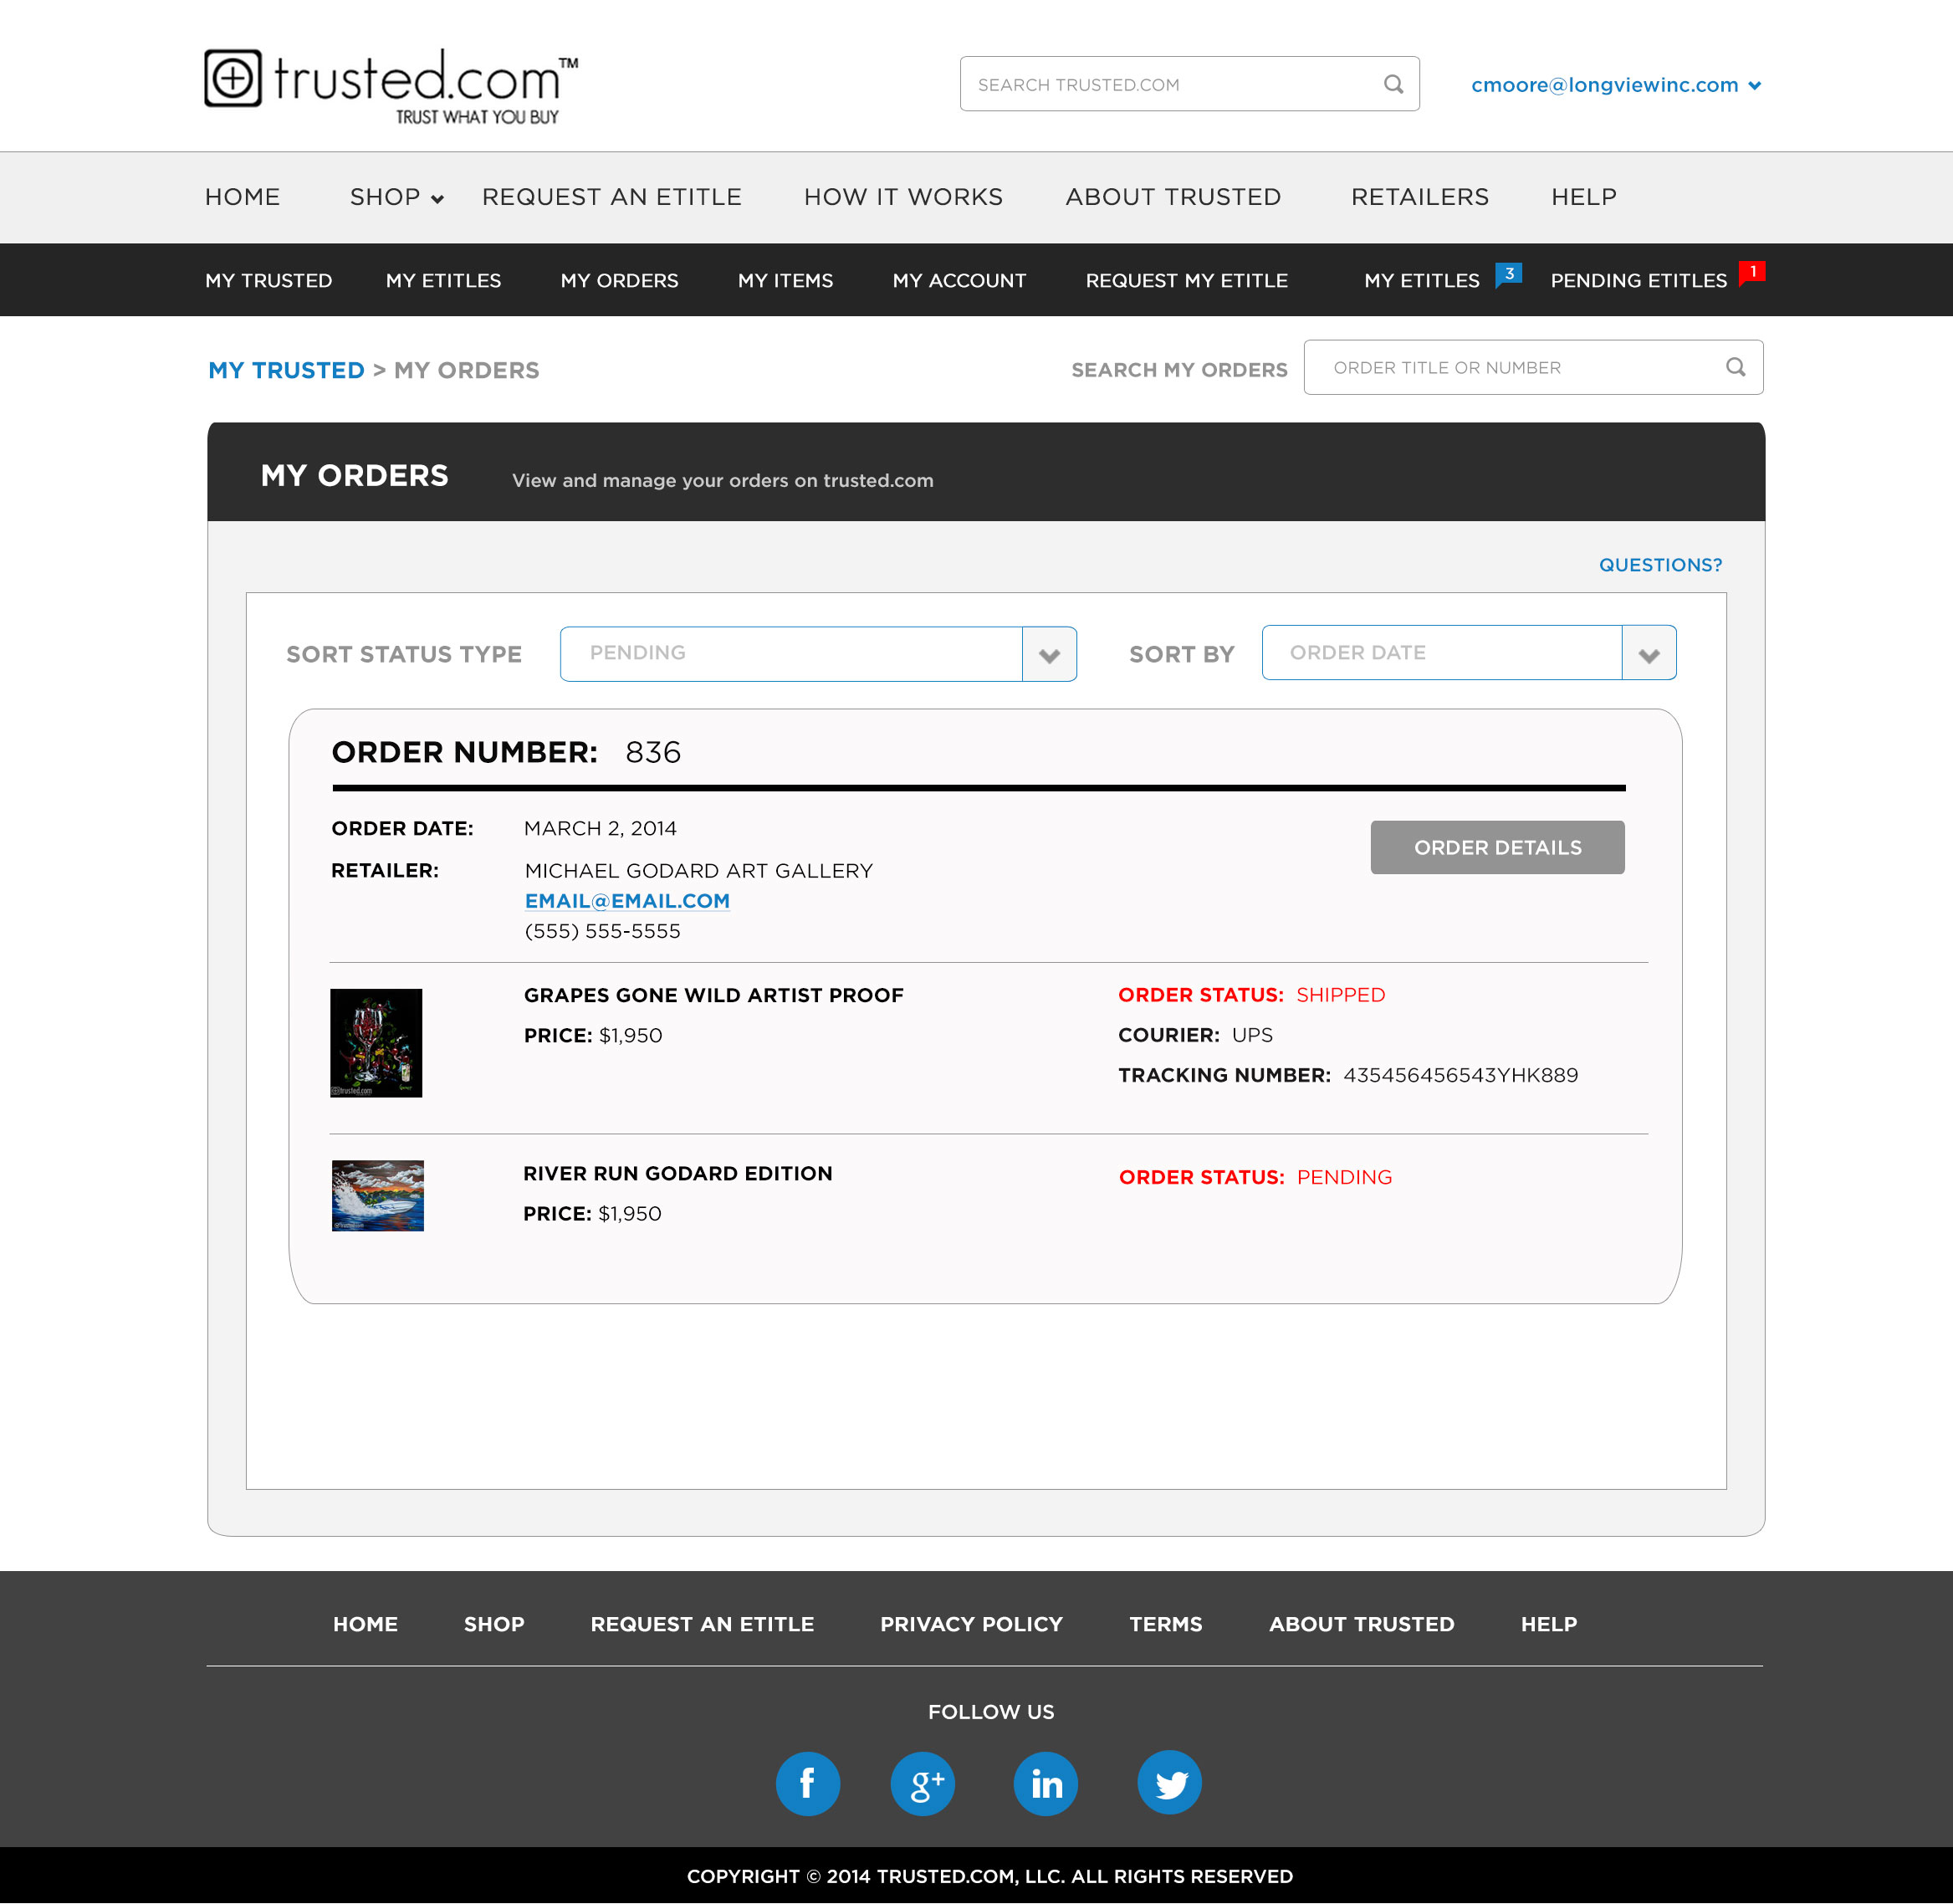 trusted.com™
TRUST WHAT YOU BUY
SEARCH TRUSTED.COM
cmoore@longviewinc.com
HOME SHOP REQUEST AN ETITLE HOW IT WORKS ABOUT TRUSTED RETAILERS HELP
MY TRUSTED MY ETITLES MY ORDERS MY ITEMS MY ACCOUNT REQUEST MY ETITLE MY ETITLES 3 PENDING ETITLES 1
MY TRUSTED > MY ORDERS
SEARCH MY ORDERS ORDER TITLE OR NUMBER
MY ORDERS View and manage your orders on trusted.com
QUESTIONS?
SORT STATUS TYPE PENDING SORT BY ORDER DATE
ORDER NUMBER: 836
ORDER DATE: MARCH 2, 2014
ORDER DETAILS
RETAILER: MICHAEL GODARD ART GALLERY
EMAIL@EMAIL.COM
(555) 555-5555
GRAPES GONE WILD ARTIST PROOF
PRICE: $1,950
trusted.com
ORDER STATUS: SHIPPED
COURIER: UPS
TRACKING NUMBER: 435456456543YHK889
RIVER RUN GODARD EDITION
PRICE: $1,950
ORDER STATUS: PENDING
HOME SHOP REQUEST AN ETITLE PRIVACY POLICY TERMS ABOUT TRUSTED HELP
FOLLOW US
f g+ in
COPYRIGHT © 2014 TRUSTED.COM, LLC. ALL RIGHTS RESERVED